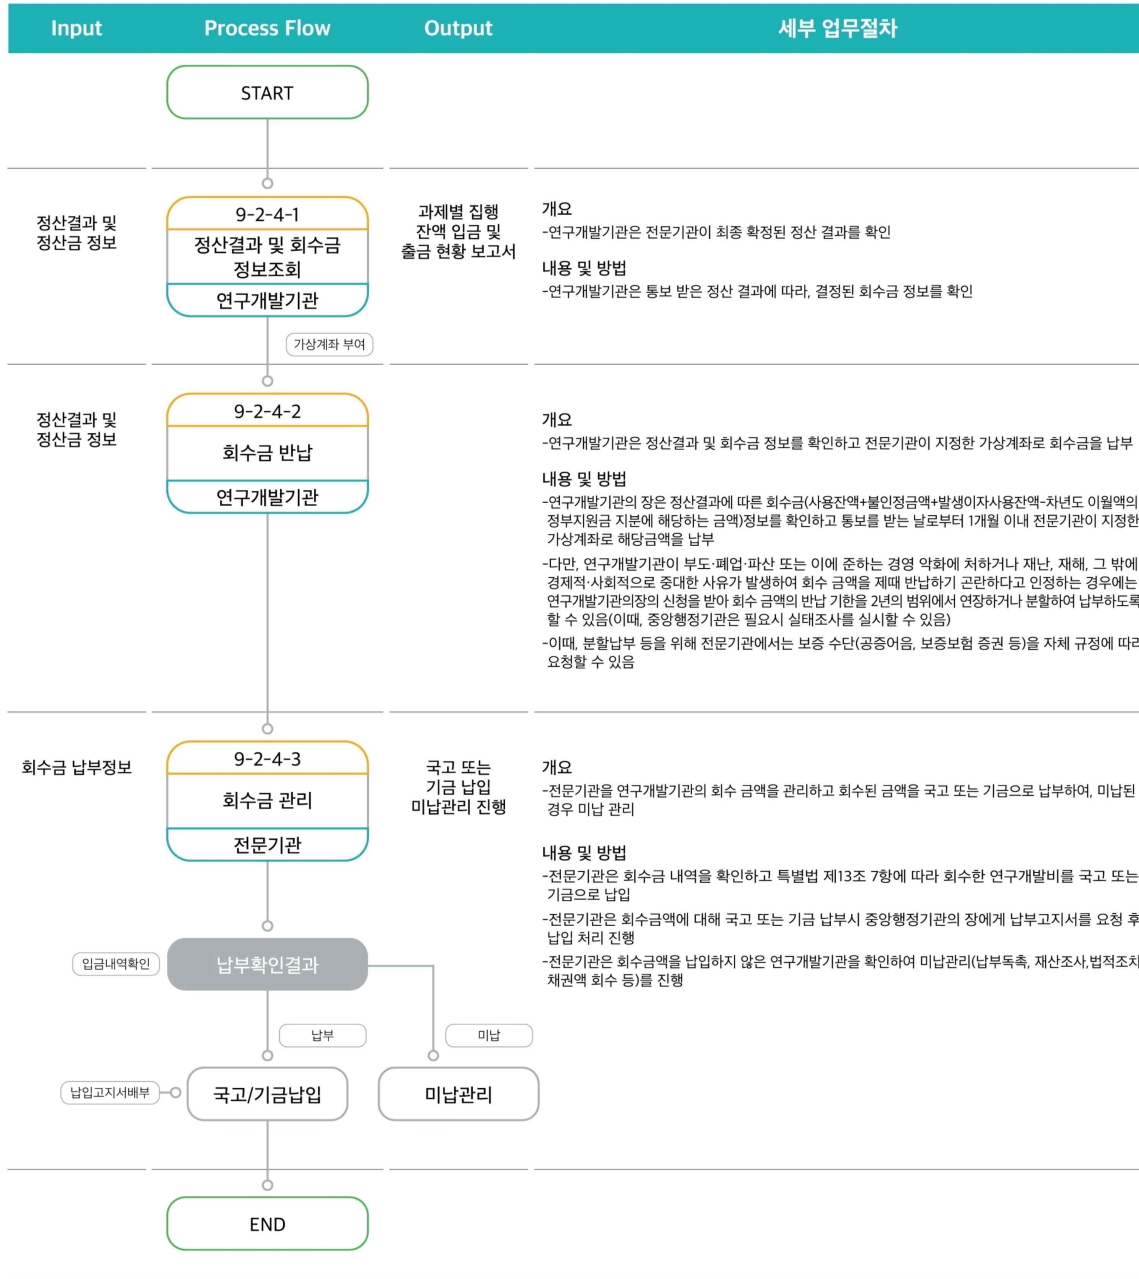 Input Process Flow Output 세부 업무절차
START
정산결과 및
정산금 정보
9-2-4-1
정산결과 및 회수금
정보조회
연구개발기관
과제별 집행
잔액 입금 및
출금 현황 보고서
개요
-연구개발기관은 전문기관이 최종 확정된 정산 결과를 확인
내용 및 방법
-연구개발기관은 통보 받은 정산 결과에 따라, 결정된 회수금 정보를 확인
가상계좌 부여
정산결과 및
정산금 정보
9-2-4-2
회수금 반납
연구개발기관
개요
-연구개발기관은 정산결과 및 회수금 정보를 확인하고 전문기관이 지정한 가상계좌로 회수금을 납부
내용 및 방법
-연구개발기관의 장은 정산결과에 따른 회수금(사용잔액+불인정금액+발생이자사용잔액-차년도 이월액의
정부지원금 지분에 해당하는 금액)정보를 확인하고 통보를 받는 날로부터 1개월 이내 전문기관이 지정한
가상계좌로 해당금액을 납부
-다만, 연구개발기관이 부도·폐업·파산 또는 이에 준하는 경영 악화에 처하거나 재난, 재해, 그 밖에
경제적·사회적으로 중대한 사유가 발생하여 회수 금액을 제때 반납하기 곤란하다고 인정하는 경우에는
연구개발기관의장의 신청을 받아 회수 금액의 반납 기한을 2년의 범위에서 연장하거나 분할하여 납부하도록
할 수 있음(이때, 중앙행정기관은 필요시 실태조사를 실시할 수 있음)
-이때, 분할납부 등을 위해 전문기관에서는 보증 수단(공증어음, 보증보험 증권 등)을 자체 규정에 따라
요청할 수 있음
회수금 납부정보
9-2-4-3
회수금 관리
전문기관
국고 또는
기금 납입
미납관리 진행
개요
-전문기관을 연구개발기관의 회수 금액을 관리하고 회수된 금액을 국고 또는 기금으로 납부하여, 미납된
경우 미납 관리
내용 및 방법
-전문기관은 회수금 내역을 확인하고 특별법 제13조 7항에 따라 회수한 연구개발비를 국고 또는
기금으로 납입
-전문기관은 회수금액에 대해 국고 또는 기금 납부시 중앙행정기관의 장에게 납부고지서를 요청 후
납입 처리 진행
-전문기관은 회수금액을 납입하지 않은 연구개발기관을 확인하여 미납관리(납부독촉, 재산조사,법적조치
채권액 회수 등)를 진행
입금내역확인
납부확인결과
납부
미납
납입고지서배부
국고/기금납입
미납관리
END